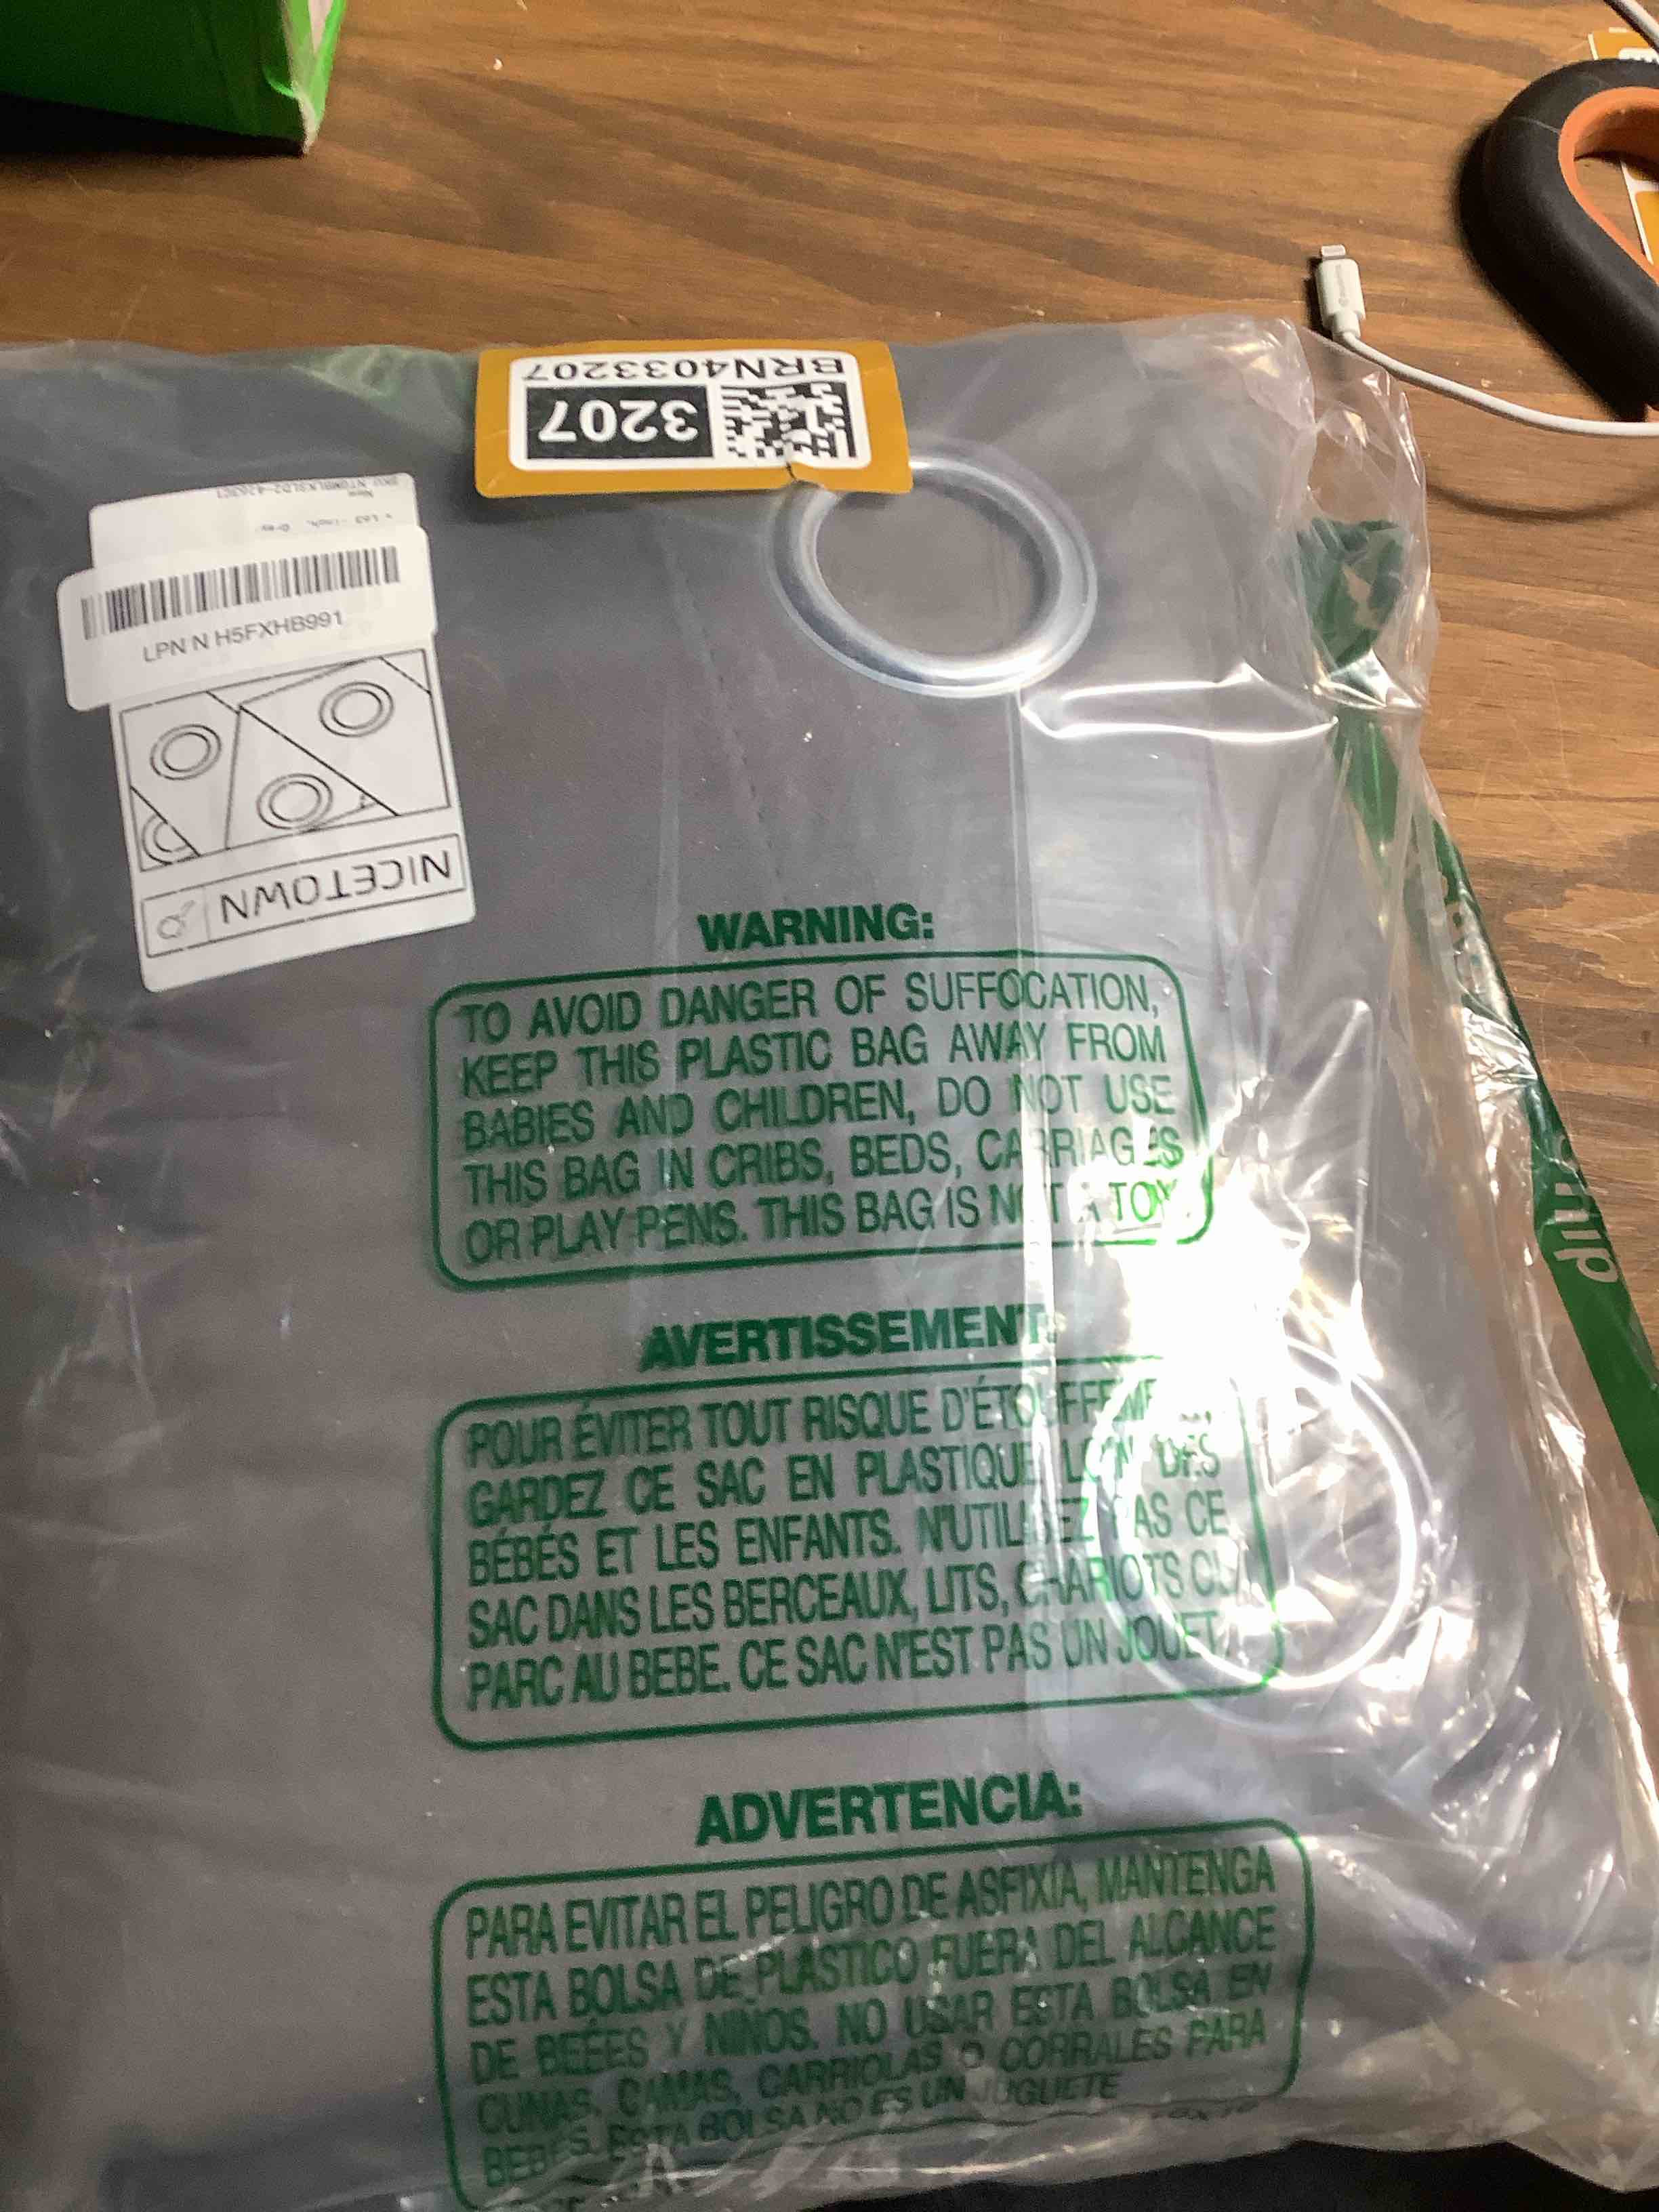 BRN4033207
3207
New
LPN N H5FXHB991
NICETOWN
WARNING:
TO AVOID DANGER OF SUFFOCATION,
KEEP THIS PLASTIC BAG AWAY FROM
BABIES AND CHILDREN, DO NOT USE
THIS BAG IN CRIBS, BEDS, CARRIAGES
OR PLAY PENS. THIS BAG IS NOT A TOY.
AVERTISSEMENT:
POUR ÉVITER TOUT RISQUE D'ÉTOUFFEMENT,
GARDEZ CE SAC EN PLASTIQUE LOIN DES
BÉBÉS ET LES ENFANTS. N'UTILISEZ PAS CE
SAC DANS LES BERCEAUX, LITS, CHARIOTS OU
PARC AU BEBE. CE SAC N'EST PAS UN JOUET.
ADVERTENCIA:
PARA EVITAR EL PELIGRO DE ASFIXIA, MANTENGA
ESTA BOLSA DE PLASTICO FUERA DEL ALCANCE
DE BEÉES Y NIÑOS. NO USAR ESTA BOLSA EN
CUNAS, CAMAS, CARRIOLAS O CORRALES PARA
BEBÉS. ESTA BOLSA NO ES UN JUGUETE